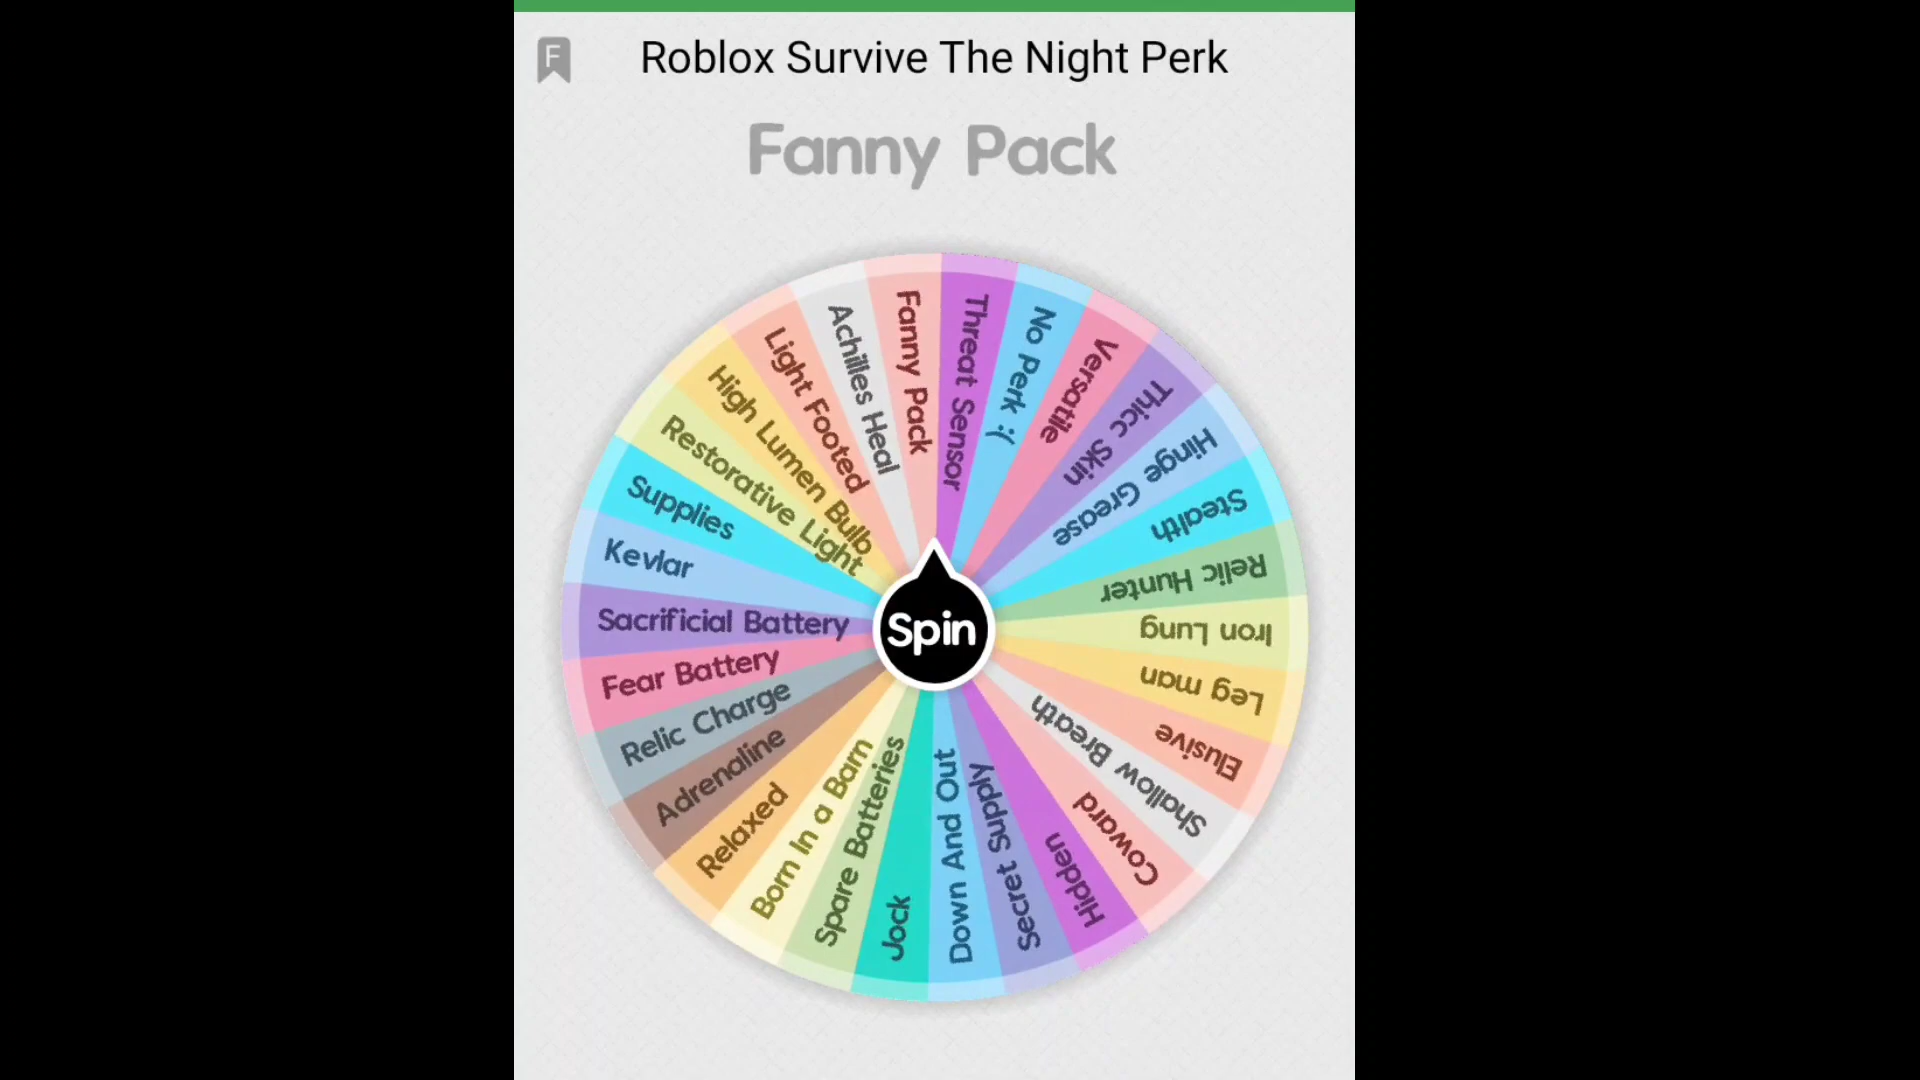 F
Roblox Survive The Night Perk
Fanny Pack
Threat Sensor
No Perk :(
Versatile
Thicc Skin
Hinge Grease
Stealth
Relic Hunter
Iron Lung
Leg man
Elusive
Shallow Breath
Coward
Hidden
Secret Supply
Down And Out
Jock
Spare Batteries
Born In a Barn
Relaxed
Adrenaline
Relic Charge
Fear Battery
Sacrificial Battery
Kevlar
Supplies
Restorative Light
High Lumen Bulb
Light Footed
Achilles Heal
Fanny Pack
Spin